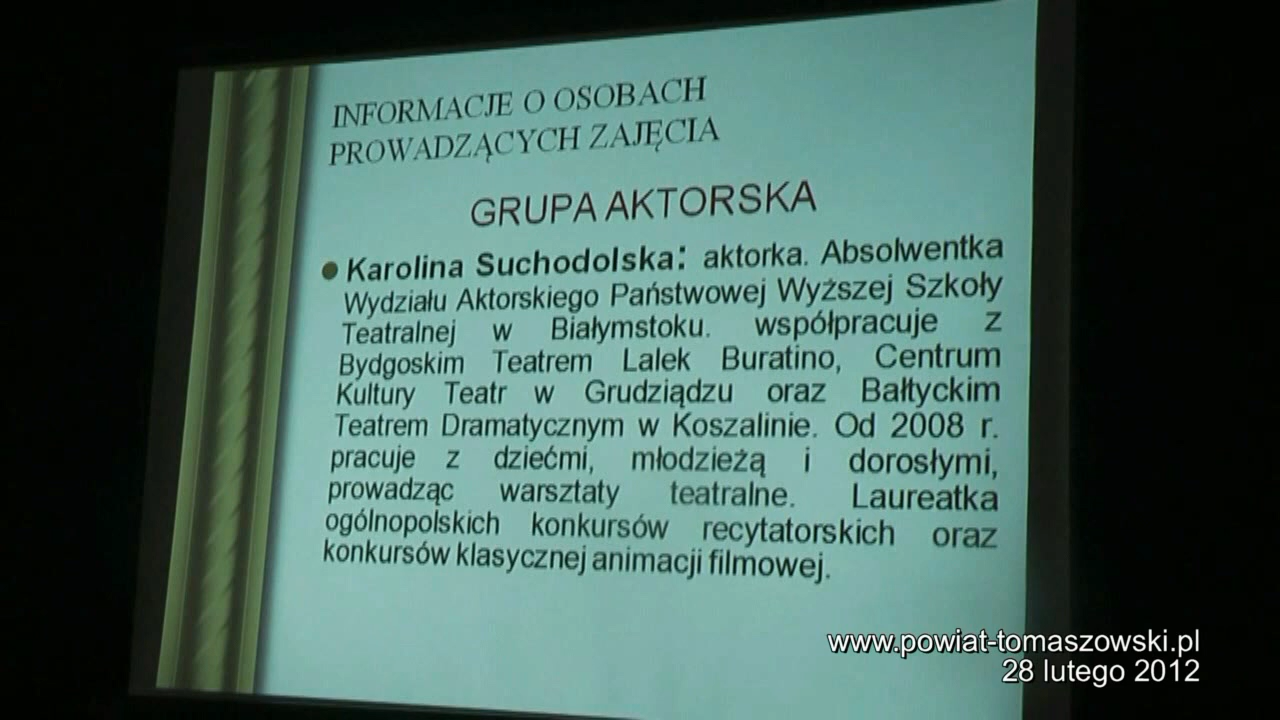 INFORMACJE O OSOBACH
PROWADZĄCYCH ZAJĘCIA
GRUPA AKTORSKA
Karolina Suchodolska: aktorka. Absolwentka
Wydziału Aktorskiego Państwowej Wyższej Szkoły
Teatralnej w Białymstoku. współpracuje z
Bydgoskim Teatrem Lalek Buratino, Centrum
Kultury Teatr w Grudziądzu oraz Bałtyckim
Teatrem Dramatycznym w Koszalinie. Od 2008 r.
pracuje z dziećmi, młodzieżą i dorosłymi,
prowadząc warsztaty teatralne. Laureatka
ogólnopolskich konkursów recytatorskich oraz
konkursów klasycznej animacji filmowej.
www.powiat-tomaszowski.pl
28 lutego 2012